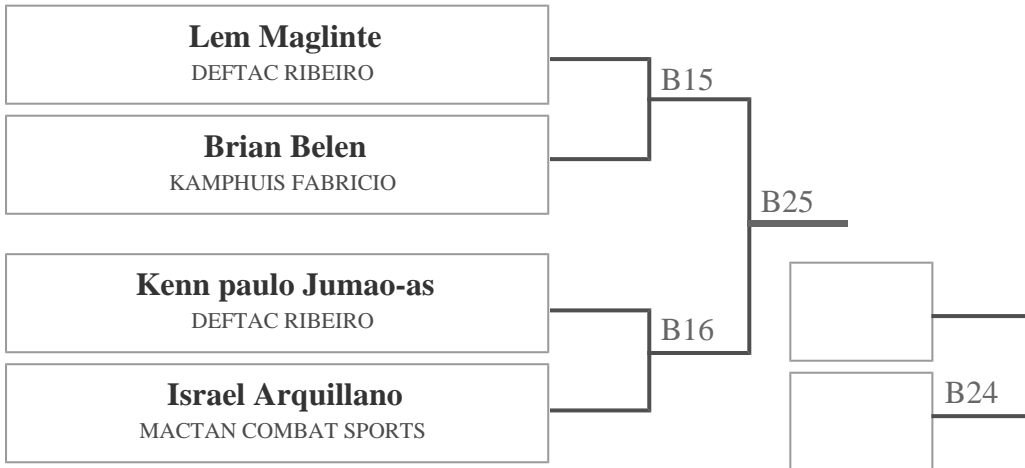 Lem Maglinte
DEFTAC RIBEIRO
B15
Brian Belen
KAMPHUIS FABRICIO
B25
Kenn paulo Jumao-as
DEFTAC RIBEIRO
B16
Israel Arquillano
MACTAN COMBAT SPORTS
B24